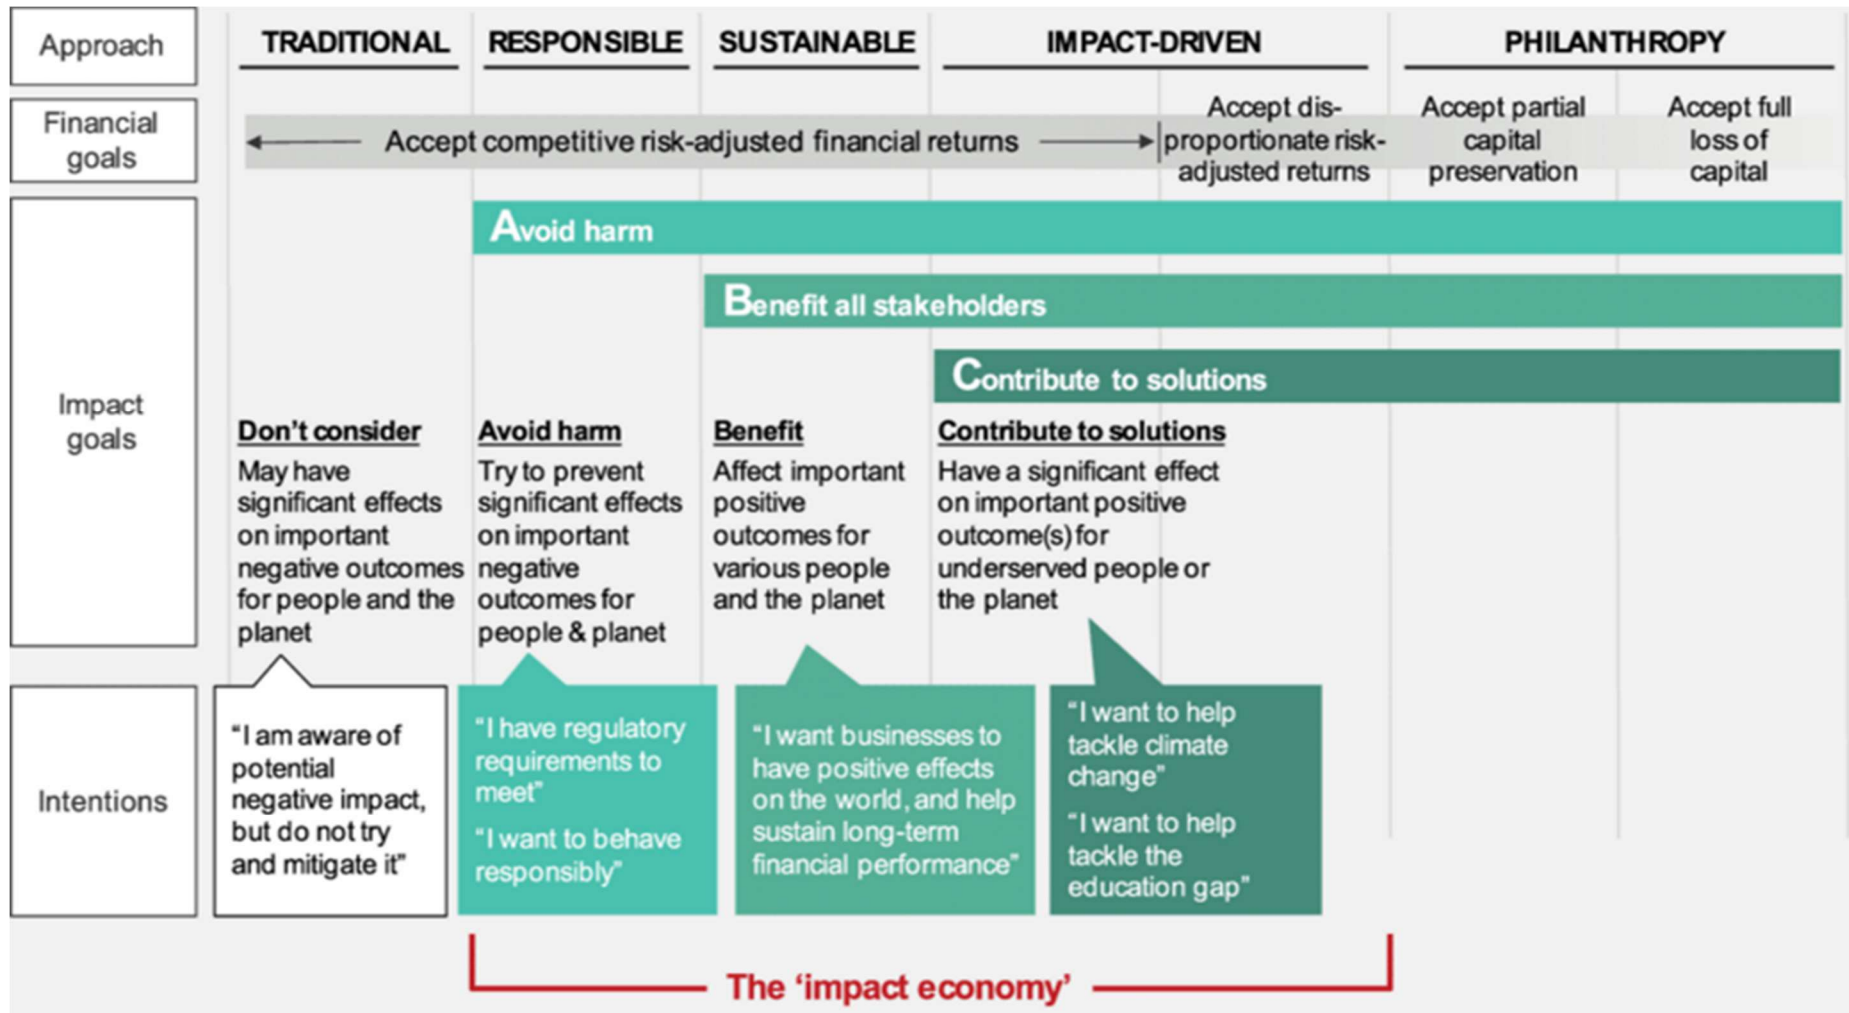 Approach
TRADITIONAL
RESPONSIBLE
SUSTAINABLE
IMPACT-DRIVEN
PHILANTHROPY
Financial
goals
Accept competitive risk-adjusted financial returns
Accept dis-
proportionate risk-
adjusted returns
Accept partial
capital
preservation
Accept full
loss of
capital
Impact
goals
Avoid harm
Benefit all stakeholders
Contribute to solutions
Don't consider
May have
significant effects
on important
negative outcomes
for people and the
planet
Avoid harm
Try to prevent
significant effects
on important
negative
outcomes for
people & planet
Benefit
Affect important
positive
outcomes for
various people
and the planet
Contribute to solutions
Have a significant effect
on important positive
outcome(s) for
underserved people or
the planet
Intentions
“I am aware of
potential
negative impact,
but do not try
and mitigate it”
“I have regulatory
requirements to
meet”
“I want to behave
responsibly”
“I want businesses to
have positive effects
on the world, and help
sustain long-term
financial performance”
“I want to help
tackle climate
change”
“I want to help
tackle the
education gap”
The ‘impact economy’